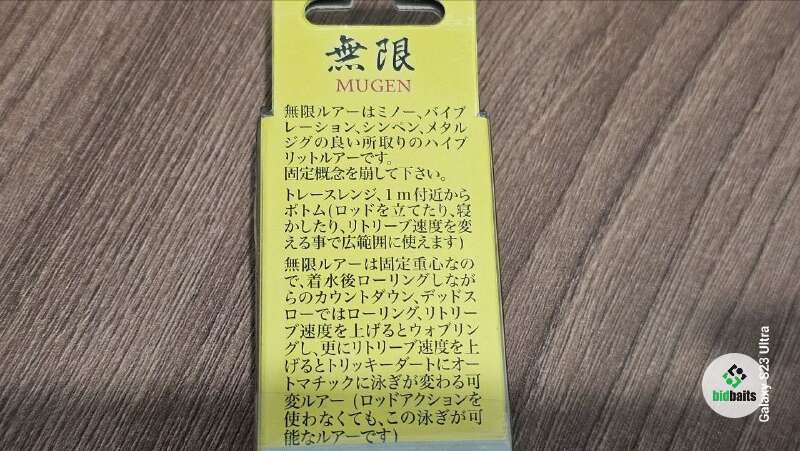 無限
MUGEN
無限ルアーはミノー、バイブ
レーション、シンペン、メタル
ジグの良い所取りのハイブ
リットルアーです。
固定概念を崩して下さい。
トレースレンジ、1m付近から
ボトム(ロッドを立てたり、寝
かしたり、リトリーブ速度を変
える事で広範囲に使えます)
無限ルアーは固定重心なの
で、着水後ローリングしなが
らのカウントダウン、デッドス
ローではローリング、リトリー
ブ速度を上げるとウォブリン
グし、更にリトリーブ速度を上
げるとトリッキーダートにオー
トマチックに泳ぎが変わる可
変ルアー (ロッドアクションを
使わなくても、この泳ぎが可
能なルアーです)
bidbaits
Galaxy S23 Ultra